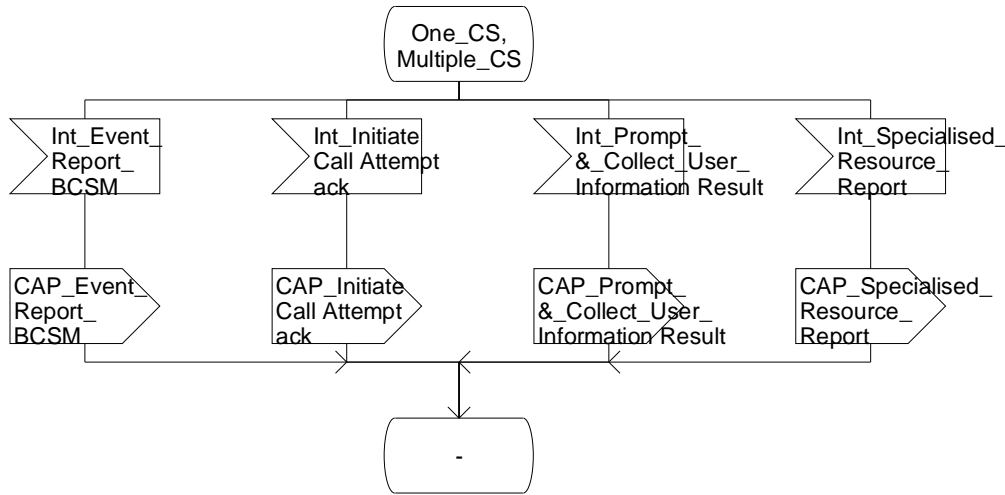 One_CS,
Multiple_CS
Int_Event_
Report_
BCSM
Int_Initiate
Call Attempt
ack
Int_Prompt_
&_Collect_User_
Information Result
Int_Specialised_
Resource_
Report
CAP_Event_
Report_
BCSM
CAP_Initiate
Call Attempt
ack
CAP_Prompt_
&_Collect_User_
Information Result
CAP_Specialised_
Resource_
Report
-